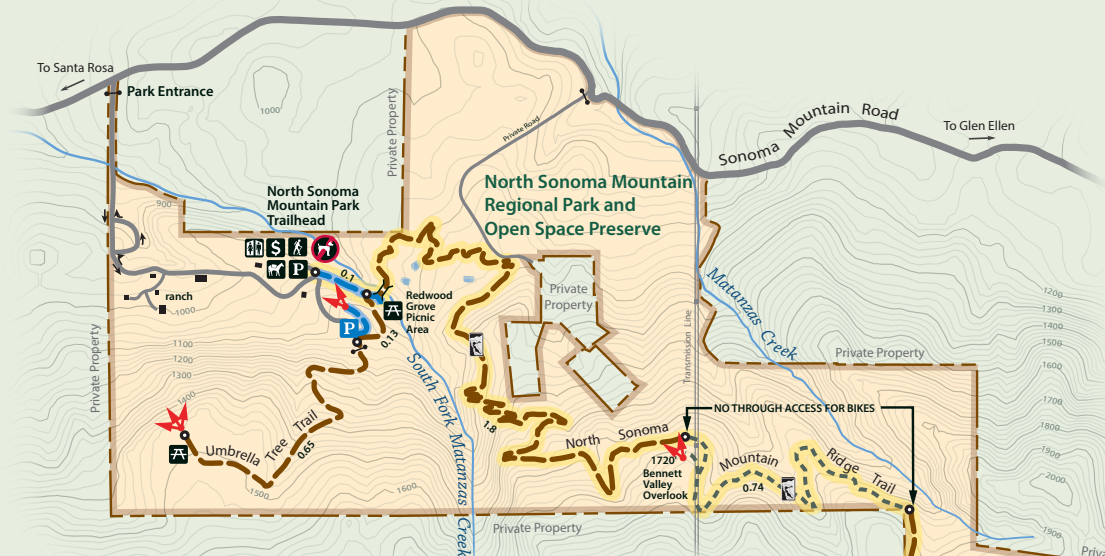 To Santa Rosa
Park Entrance
1000
Private Property
Private Road
Sonoma Mountain Road
To Glen Ellen
North Sonoma
Mountain Park
Trailhead
900
North Sonoma Mountain
Regional Park and
Open Space Preserve
$
P
0.1
ranch
1000
P
Redwood
Grove
Picnic
Area
0.13
Private
Property
Transmission Line
Matanzas Creek
1200
1300
1400
1500
1600
Private Property
1100
1200
1300
1400
Private Property
South Fork Matanzas Creek
NO THROUGH ACCESS FOR BIKES
1700
1800
1900
2000
1900
Umbrella Tree Trail
0.65
1500
1600
1.8
North Sonoma Mountain Ridge Trail
1720'
Bennett
Valley
Overlook
0.74
Private Property
Priva